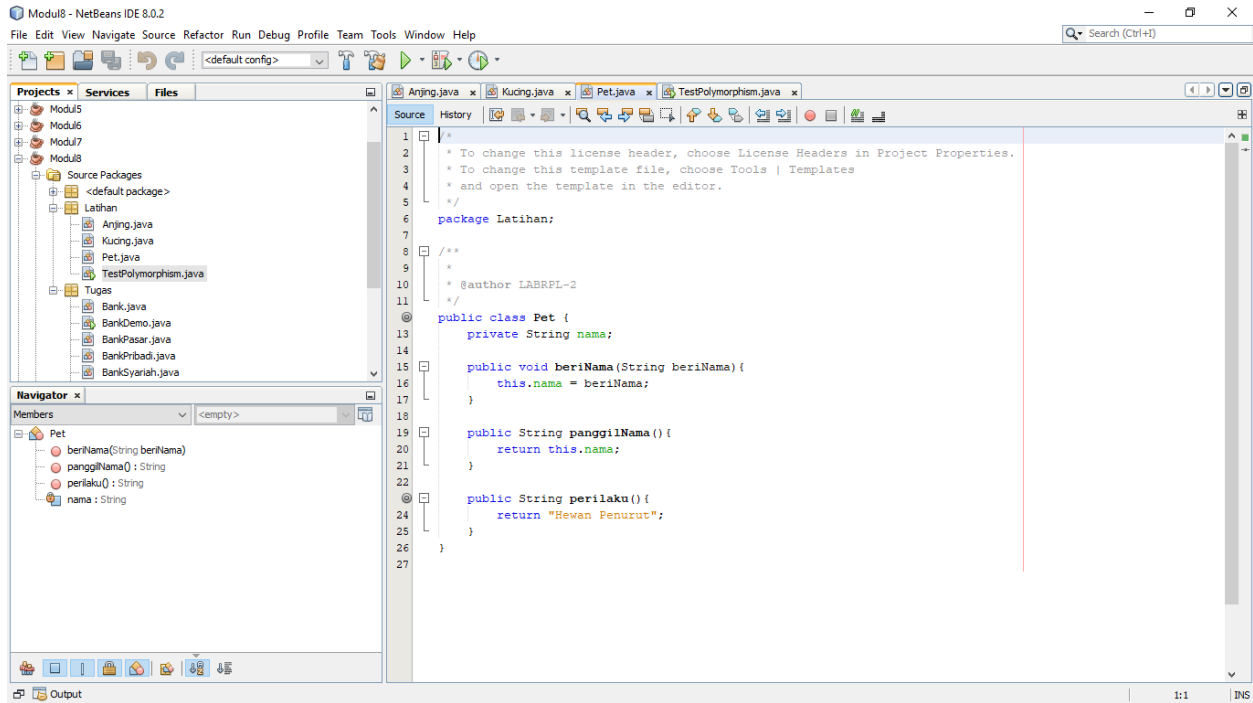 Modul8 - NetBeans IDE 8.0.2
File Edit View Navigate Source Refactor Run Debug Profile Team Tools Window Help
Search (Ctrl+I)
<default config>
Projects x Services Files
Modul5
Modul6
Modul7
Modul8
Source Packages
<default package>
Latihan
Anjing.java
Kucing.java
Pet.java
TestPolymorphism.java
Tugas
Bank.java
BankDemo.java
BankPasar.java
BankPribadi.java
BankSyariah.java
Navigator x
Members <empty>
Pet
beriNama(String beriNama)
panggilNama() : String
perilaku() : String
nama : String
Anjing.java x Kucing.java x Pet.java x TestPolymorphism.java x
Source History
1 /*
2 * To change this license header, choose License Headers in Project Properties.
3 * To change this template file, choose Tools | Templates
4 * and open the template in the editor.
5 */
6 package Latihan;
7
8 /**
9 *
10 * @author LABRPL-2
11 */
public class Pet {
13 private String nama;
14
15 public void beriNama(String beriNama){
16 this.nama = beriNama;
17 }
18
19 public String panggilNama(){
20 return this.nama;
21 }
22
public String perilaku(){
24 return "Hewan Penurut";
25 }
26 }
27
Output
1:1 INS